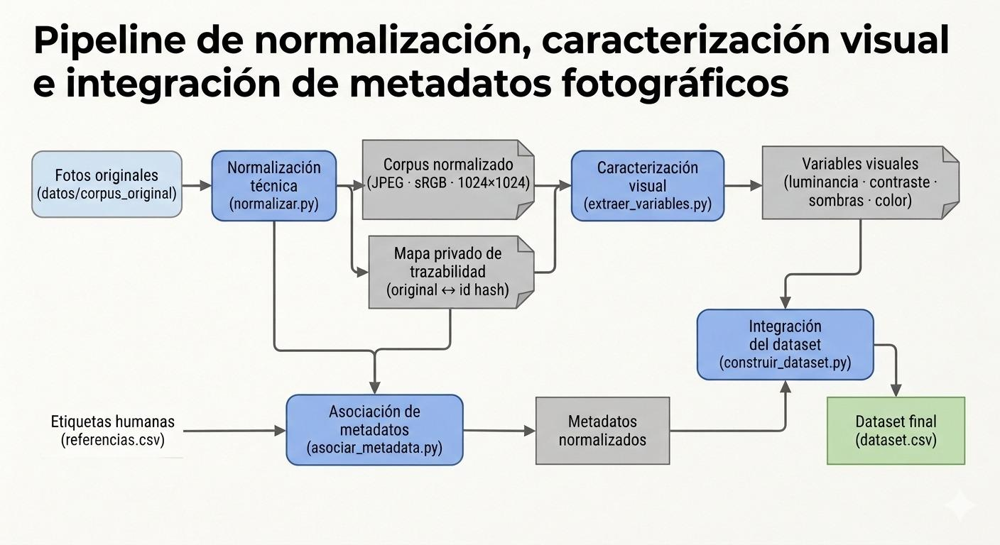 Pipeline de normalización, caracterización visual
e integración de metadatos fotográficos
Fotos originales
(datos/corpus_original)
Normalización
técnica
(normalizar.py)
Corpus normalizado
(JPEG · sRGB · 1024×1024)
Caracterización
visual
(extraer_variables.py)
Variables visuales
(luminancia · contraste ·
sombras · color)
Mapa privado de
trazabilidad
(original ↔ id hash)
Integración
del dataset
(construir_dataset.py)
Etiquetas humanas
(referencias.csv)
Asociación de
metadatos
(asociar_metadata.py)
Metadatos
normalizados
Dataset final
(dataset.csv)